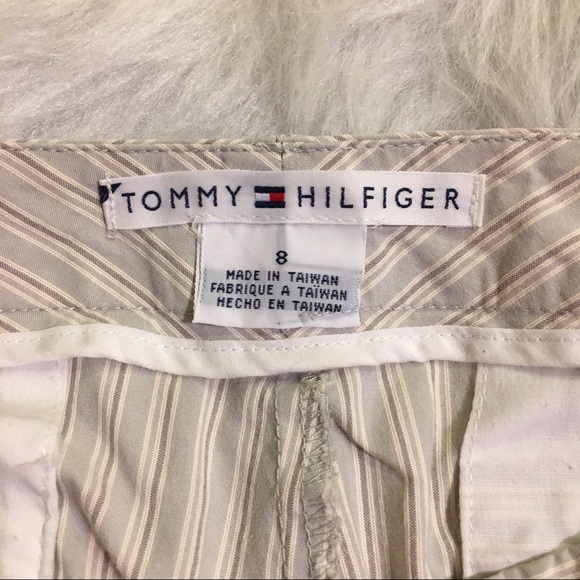 TOMMY HILFIGER
8
MADE IN TAIWAN
FABRIQUE A TAÏWAN
HECHO EN TAIWAN